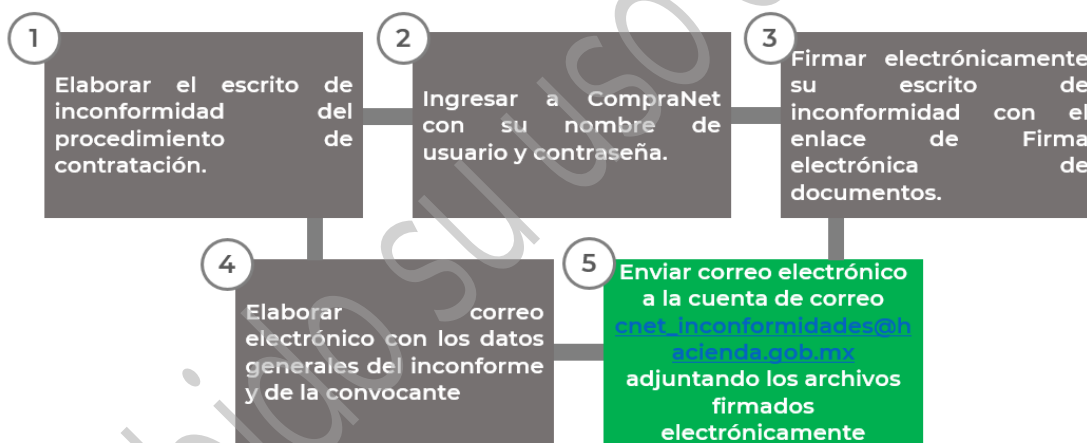 1
Elaborar el escrito de
inconformidad del
procedimiento de
contratación.
2
Ingresar a CompraNet
con su nombre de
usuario y contraseña.
3
Firmar electrónicamente
su escrito de
inconformidad con el
enlace de Firma
electrónica de
documentos.
4
Elaborar correo
electrónico con los datos
generales del inconforme
y de la convocante
5
Enviar correo electrónico
a la cuenta de correo
cnet_inconformidades@h
acienda.gob.mx
adjuntando los archivos
firmados
electrónicamente
bido su uso